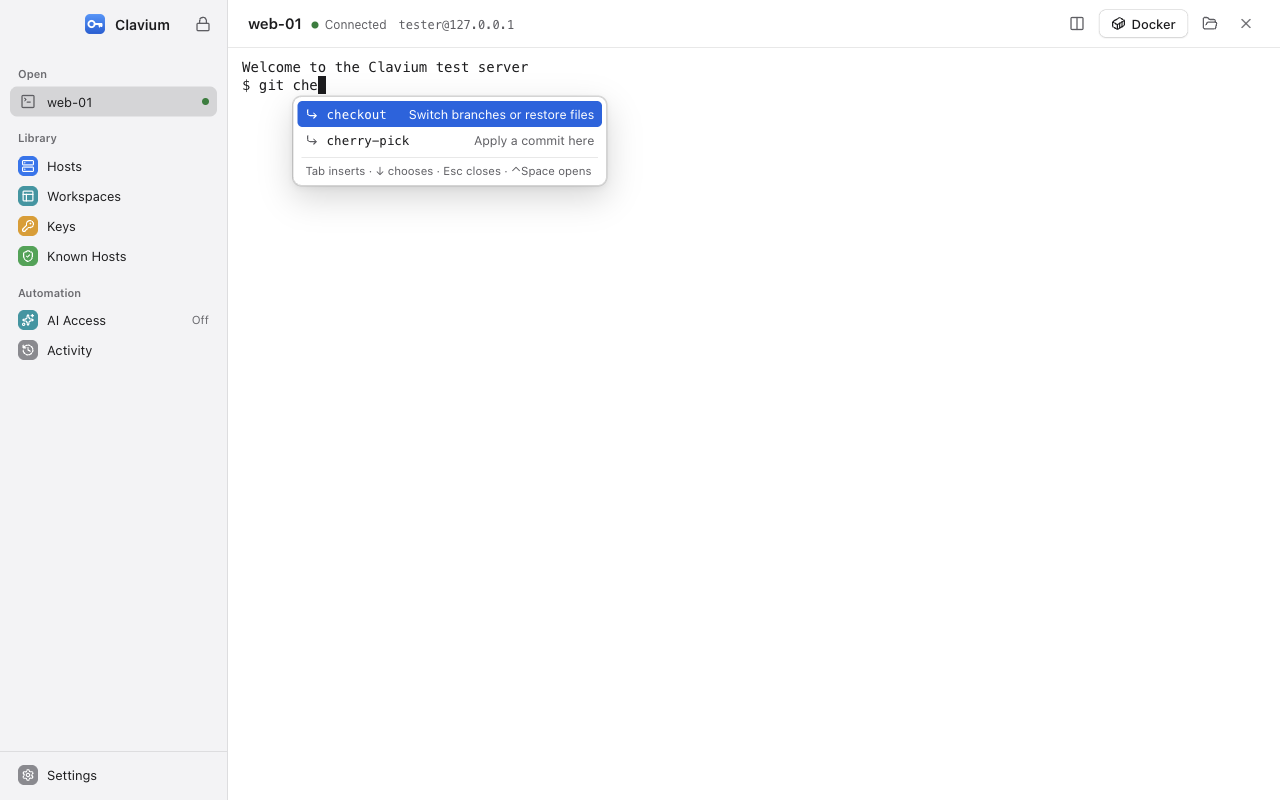 Clavium
web-01 Connected tester@127.0.0.1 Docker
Open
web-01
Library
Hosts
Workspaces
Keys
Known Hosts
Automation
AI Access Off
Activity
Settings
Welcome to the Clavium test server
$ git che
checkout Switch branches or restore files
cherry-pick Apply a commit here
Tab inserts · ↓ chooses · Esc closes · ^Space opens